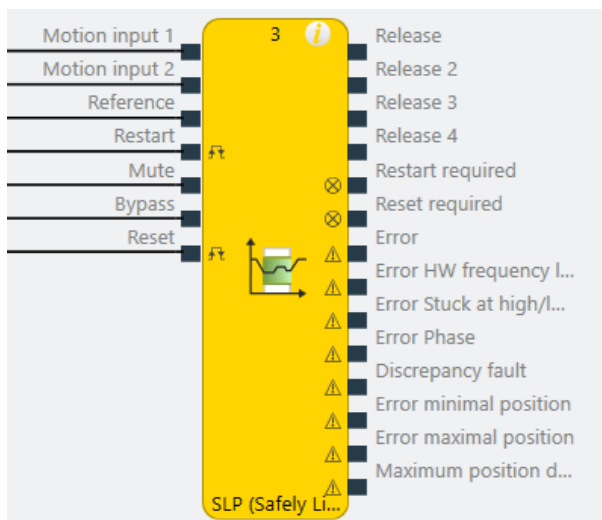 Motion input 1
Motion input 2
Reference
Restart
Mute
Bypass
Reset
3
i
SLP (Safely Li...
Release
Release 2
Release 3
Release 4
Restart required
Reset required
Error
Error HW frequency l...
Error Stuck at high/l...
Error Phase
Discrepancy fault
Error minimal position
Error maximal position
Maximum position d...